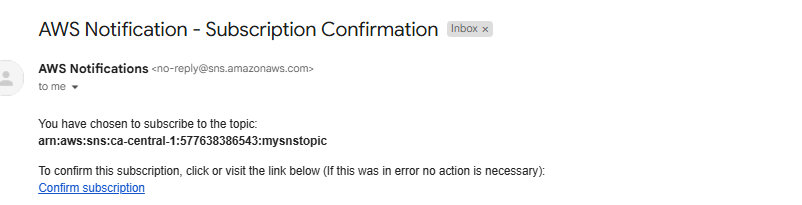 AWS Notification - Subscription Confirmation Inbox x
AWS Notifications <no-reply@sns.amazonaws.com>
to me
You have chosen to subscribe to the topic:
arn:aws:sns:ca-central-1:577638386543:mysnstopic
To confirm this subscription, click or visit the link below (If this was in error no action is necessary):
Confirm subscription